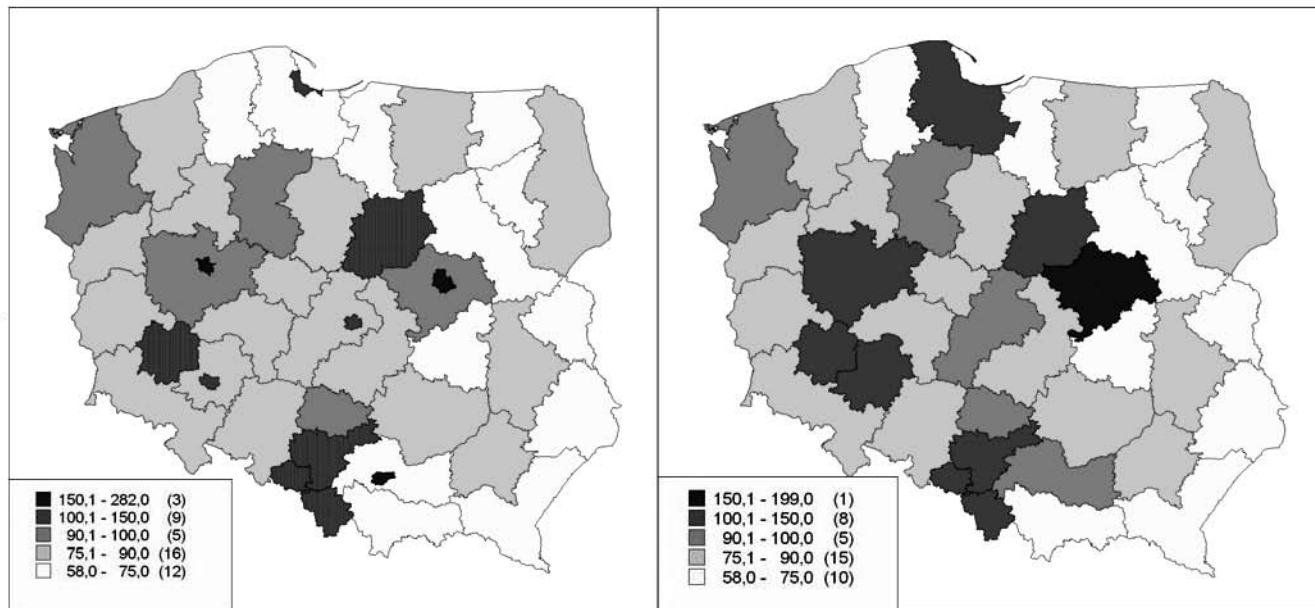 150,1 - 282,0 (3)
100,1 - 150,0 (9)
90,1 - 100,0 (5)
75,1 - 90,0 (16)
58,0 - 75,0 (12)
150,1 - 199,0 (1)
100,1 - 150,0 (8)
90,1 - 100,0 (5)
75,1 - 90,0 (15)
58,0 - 75,0 (10)